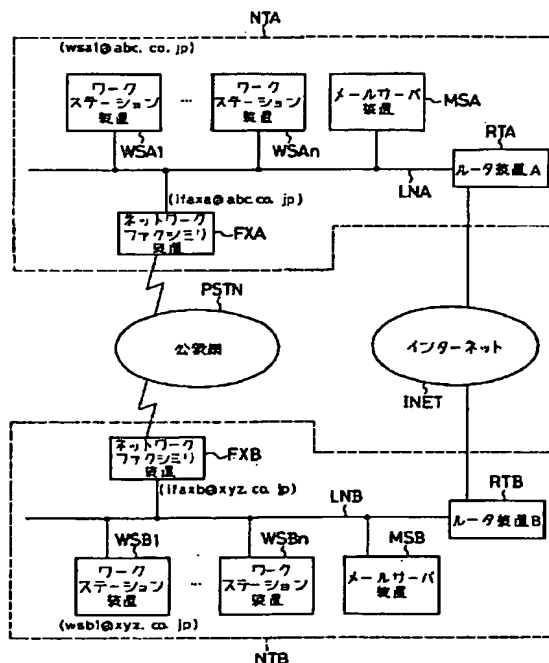 NTA
(wsa1@abc.co.jp)
ワーク
ステーション
装置
...
ワーク
ステーション
装置
メールサーバ
装置
MSA
WSA1
WSAn
RTA
ルータ装置A
LNA
(ifaxa@abc.co.jp)
ネットワーク
ファクシミリ
装置
FXA
PSTN
公衆網
インターネット
INET
ネットワーク
ファクシミリ
装置
FXB
(ifaxb@xyz.co.jp)
LNB
RTB
ルータ装置B
WSB1
WSBn
MSB
ワーク
ステーション
装置
...
ワーク
ステーション
装置
メールサーバ
装置
(wsb1@xyz.co.jp)
NTB